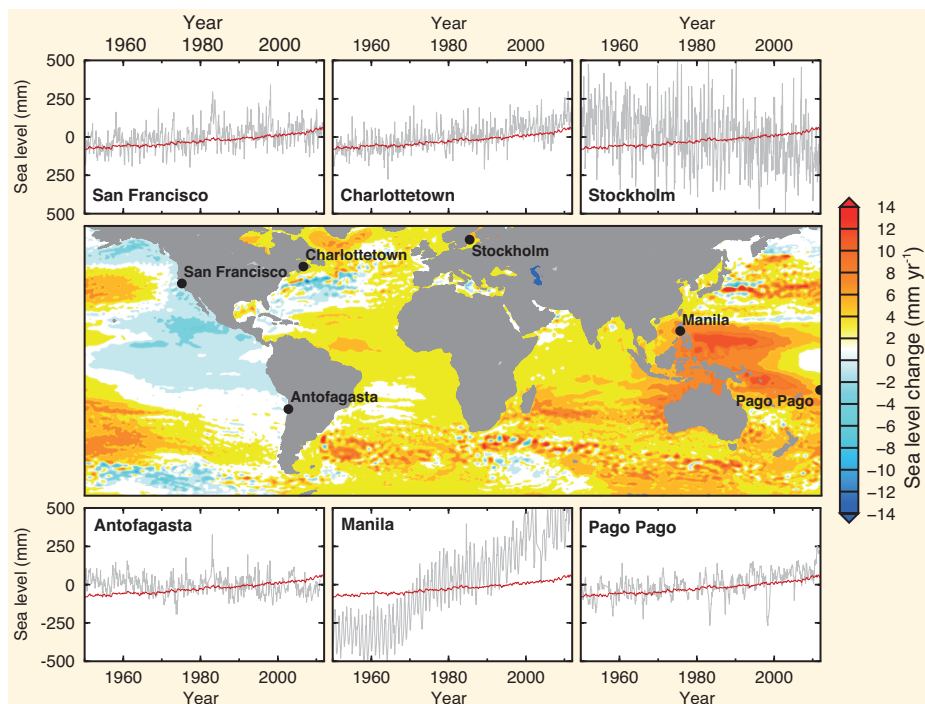 Year
1960 1980 2000
Year
1960 1980 2000
Year
1960 1980 2000
Sea level (mm)
500
250
0
250
500
San Francisco
Charlottetown
Stockholm
San Francisco
Charlottetown
Stockholm
Manila
Antofagasta
Pago Pago
14
12
10
8
6
4
2
0
−2
−4
−6
−8
−10
−12
−14
Sea level change (mm yr-1)
Sea level (mm)
500
250
0
-250
-500
Antofagasta
Manila
Pago Pago
1960 1980 2000
Year
1960 1980 2000
Year
1960 1980 2000
Year